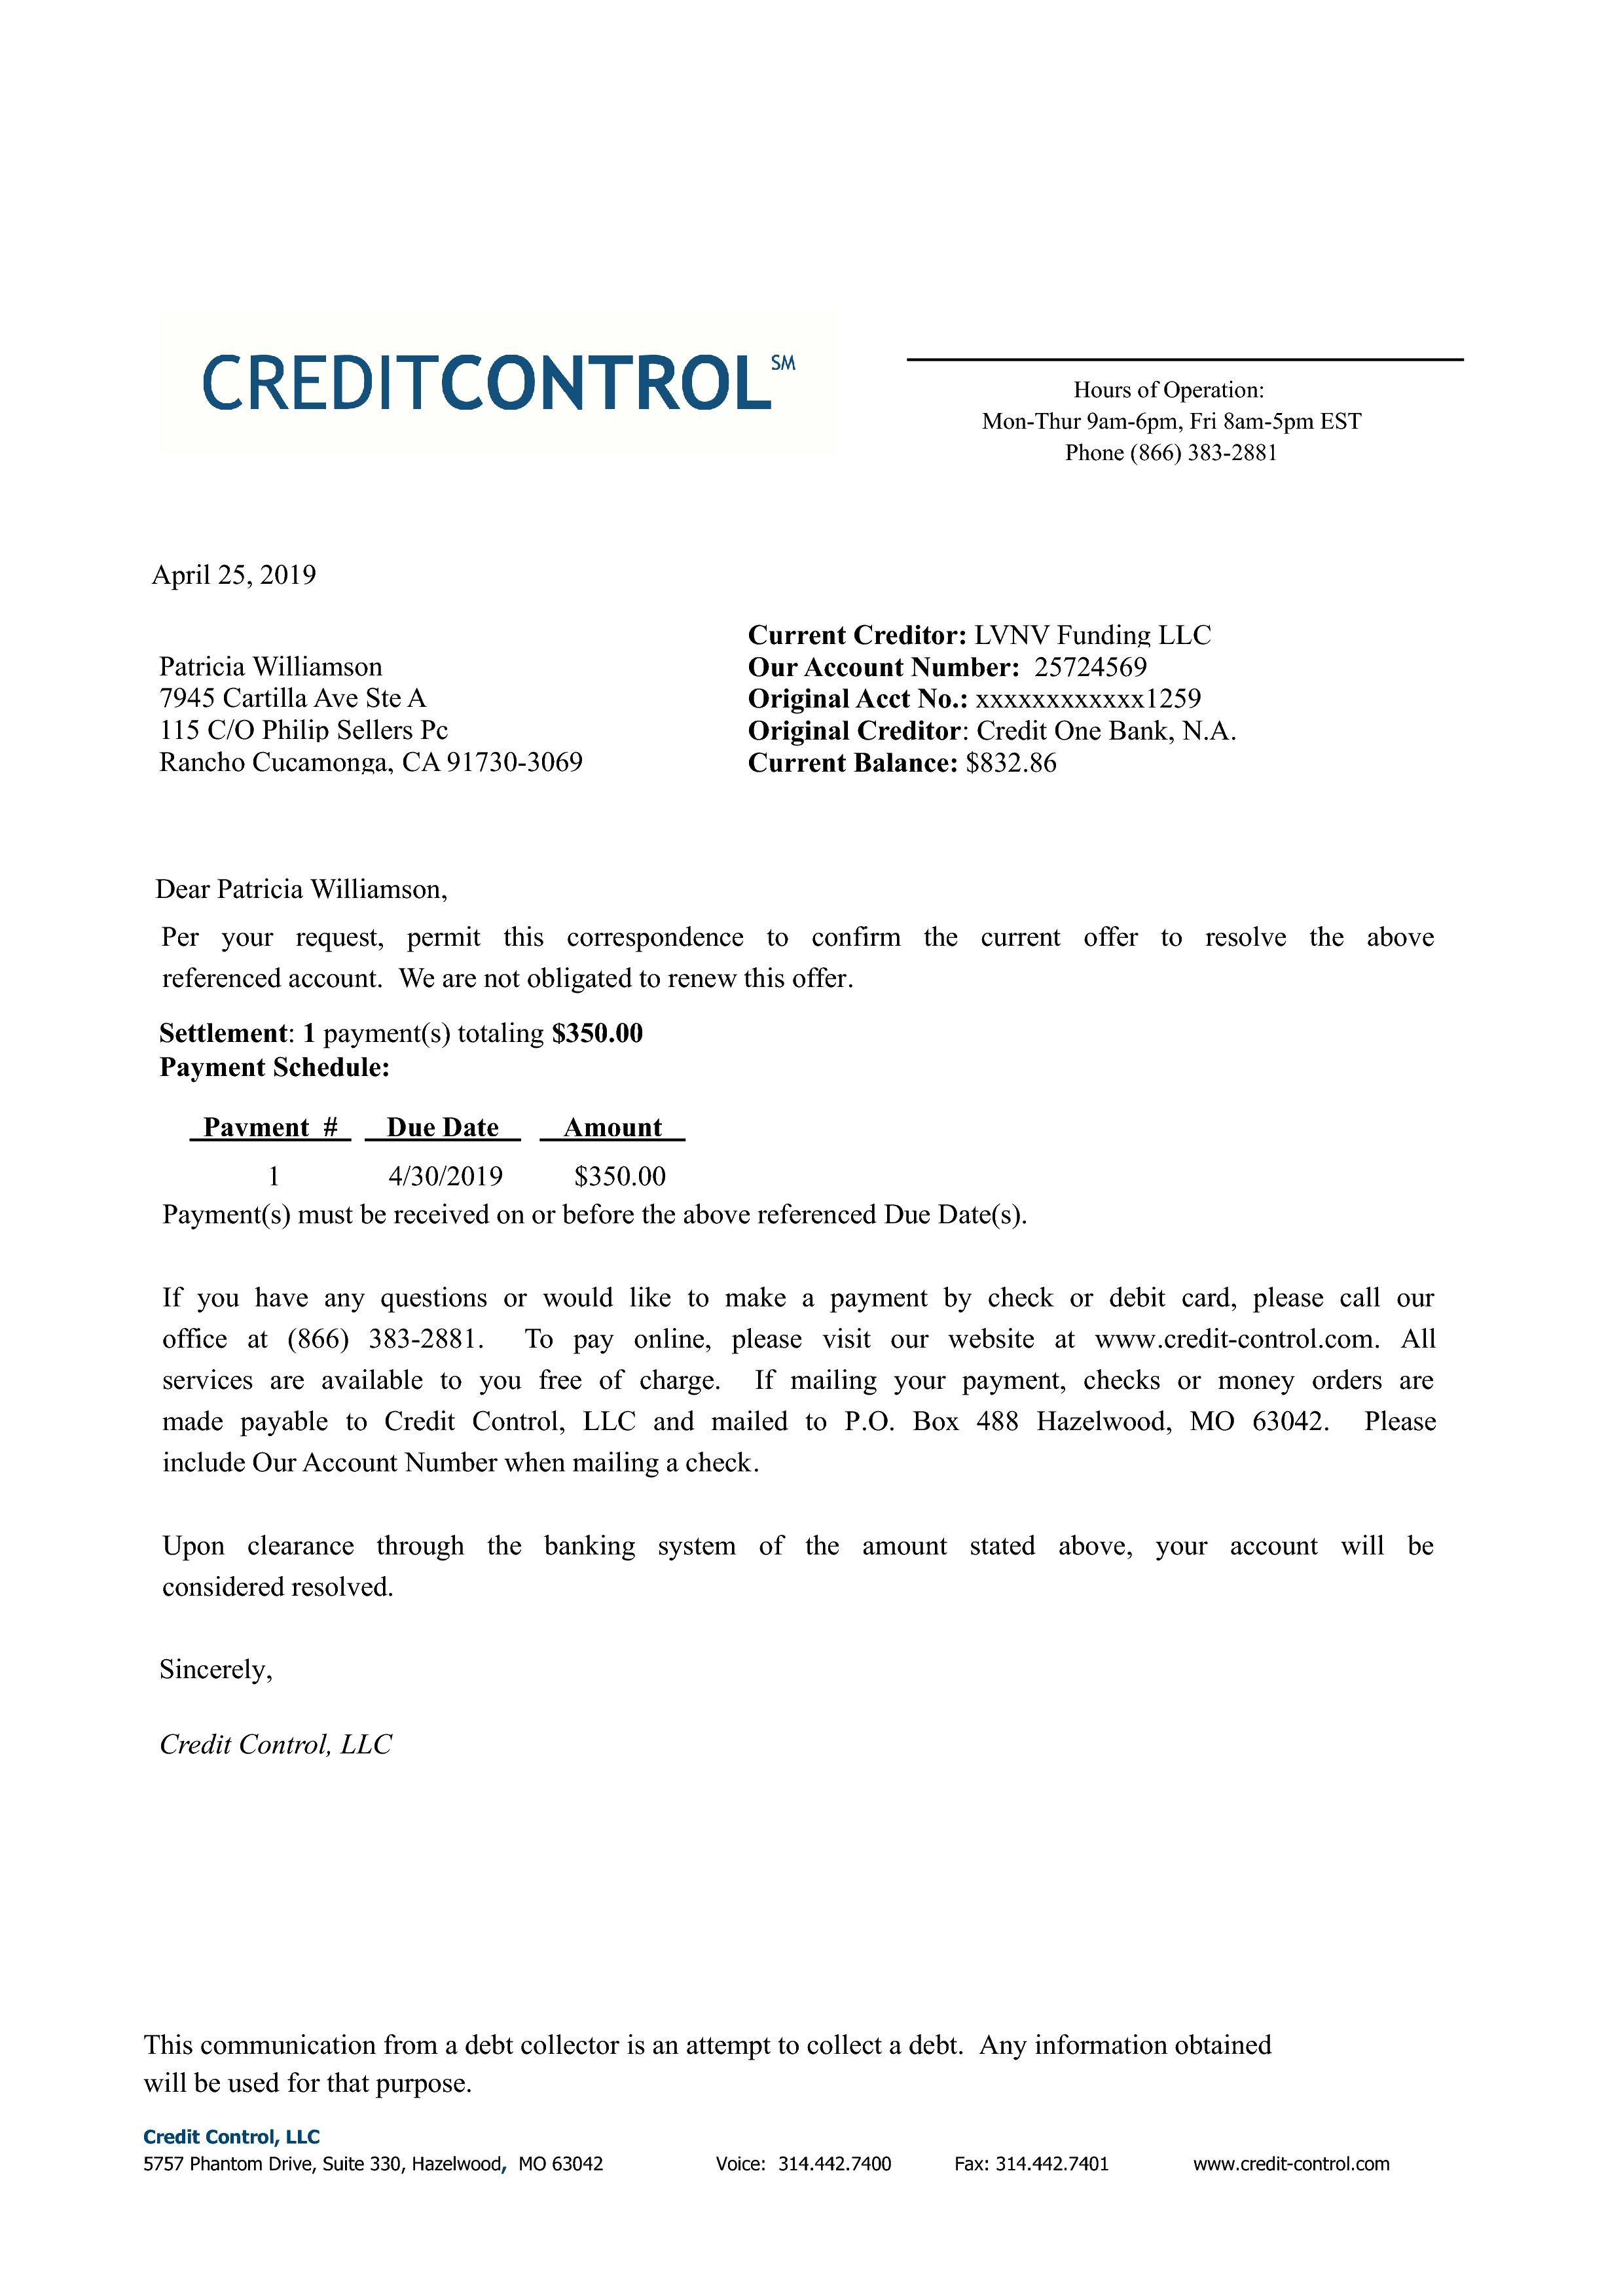 CREDITCONTROL SM
Hours of Operation:
Mon-Thur 9am-6pm, Fri 8am-5pm EST
Phone (866) 383-2881
April 25, 2019
Current Creditor: LVNV Funding LLC
Patricia Williamson
Our Account Number: 25724569
7945 Cartilla Ave Ste A
Original Acct No.: xxxxxxxxxxxx1259
115 C/O Philip Sellers Pc
Original Creditor: Credit One Bank, N.A.
Rancho Cucamonga, CA 91730-3069
Current Balance: $832.86
Dear Patricia Williamson,
Per your request, permit this correspondence to confirm the current offer to resolve the above
referenced account. We are not obligated to renew this offer.
Settlement: 1 payment(s) totaling $350.00
Payment Schedule:
Payment # Due Date Amount
1 4/30/2019 $350.00
Payment(s) must be received on or before the above referenced Due Date(s).
If you have any questions or would like to make a payment by check or debit card, please call our
office at (866) 383-2881. To pay online, please visit our website at www.credit-control.com. All
services are available to you free of charge. If mailing your payment, checks or money orders are
made payable to Credit Control, LLC and mailed to P.O. Box 488 Hazelwood, MO 63042. Please
include Our Account Number when mailing a check.
Upon clearance through the banking system of the amount stated above, your account will be
considered resolved.
Sincerely,
Credit Control, LLC
This communication from a debt collector is an attempt to collect a debt. Any information obtained
will be used for that purpose.
Credit Control, LLC
5757 Phantom Drive, Suite 330, Hazelwood, MO 63042 Voice: 314.442.7400 Fax: 314.442.7401 www.credit-control.com